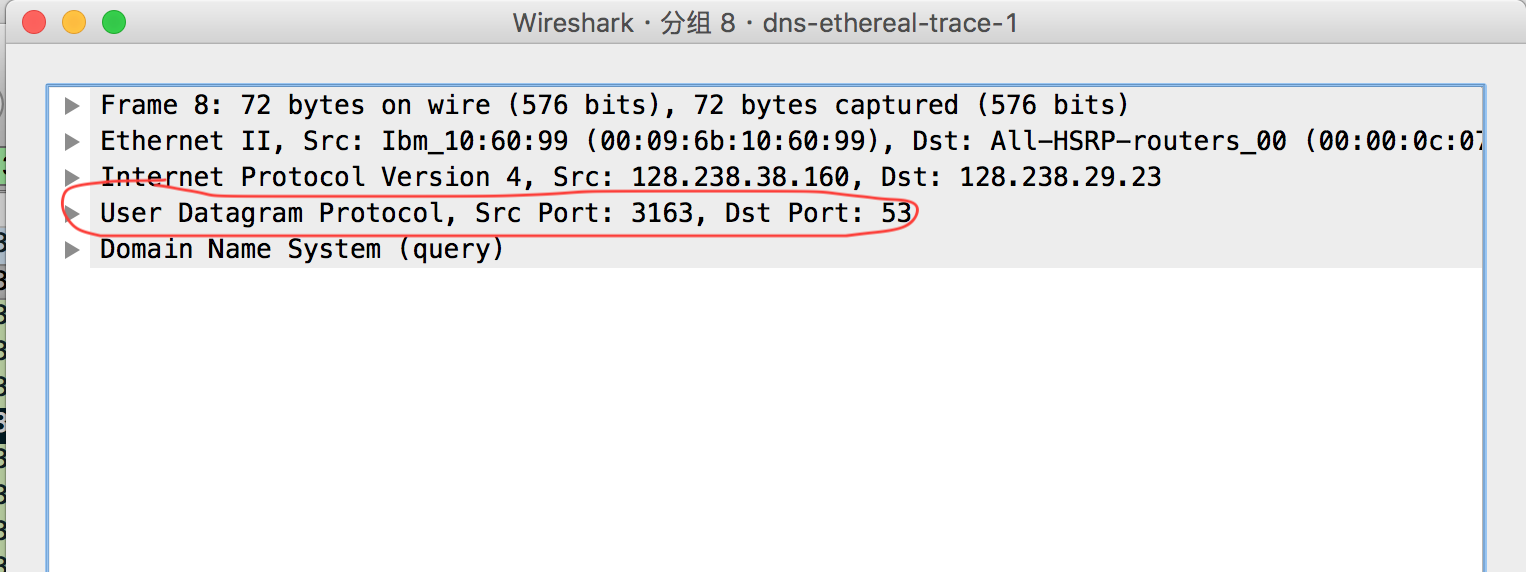 Wireshark · 分组 8 · dns-ethereal-trace-1
Frame 8: 72 bytes on wire (576 bits), 72 bytes captured (576 bits)
Ethernet II, Src: Ibm_10:60:99 (00:09:6b:10:60:99), Dst: All-HSRP-routers_00 (00:00:0c:07
Internet Protocol Version 4, Src: 128.238.38.160, Dst: 128.238.29.23
User Datagram Protocol, Src Port: 3163, Dst Port: 53
Domain Name System (query)